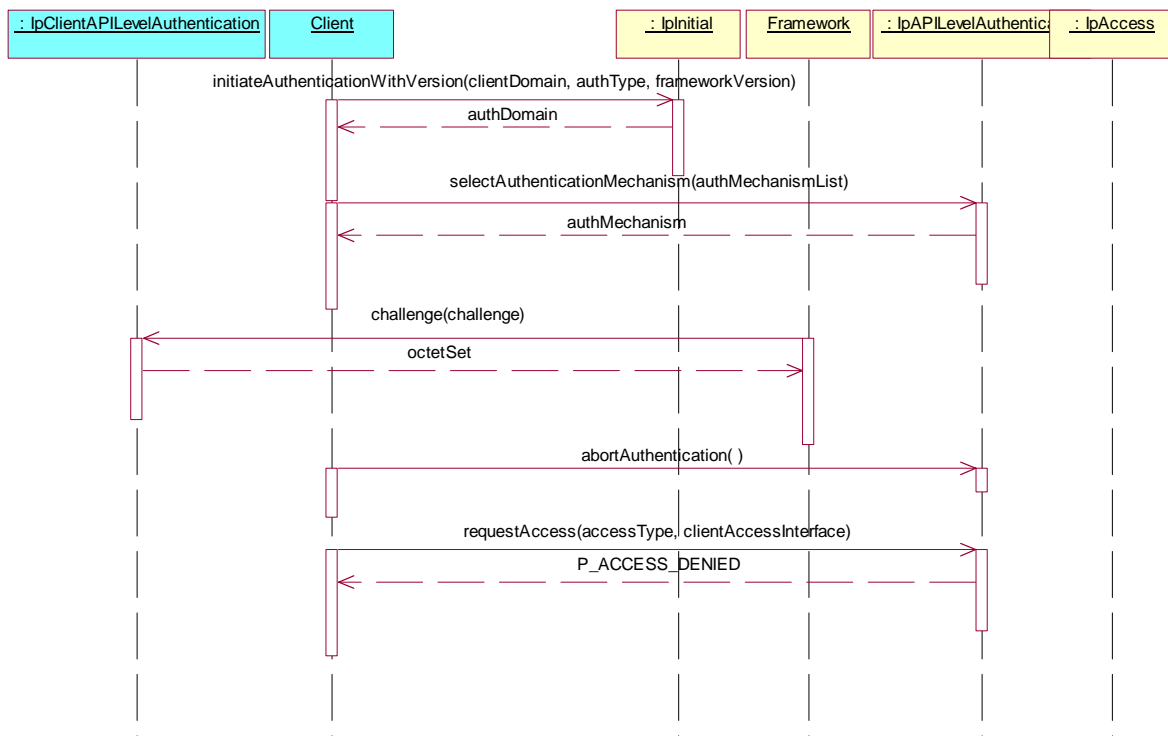 : IpClientAPILevelAuthentication
Client
: IpInitial
Framework
: IpAPILevelAuthentica
: IpAccess
initiateAuthenticationWithVersion(clientDomain, authType, frameworkVersion)
authDomain
selectAuthenticationMechanism(authMechanismList)
authMechanism
challenge(challenge)
octetSet
abortAuthentication( )
requestAccess(accessType, clientAccessInterface)
P_ACCESS_DENIED